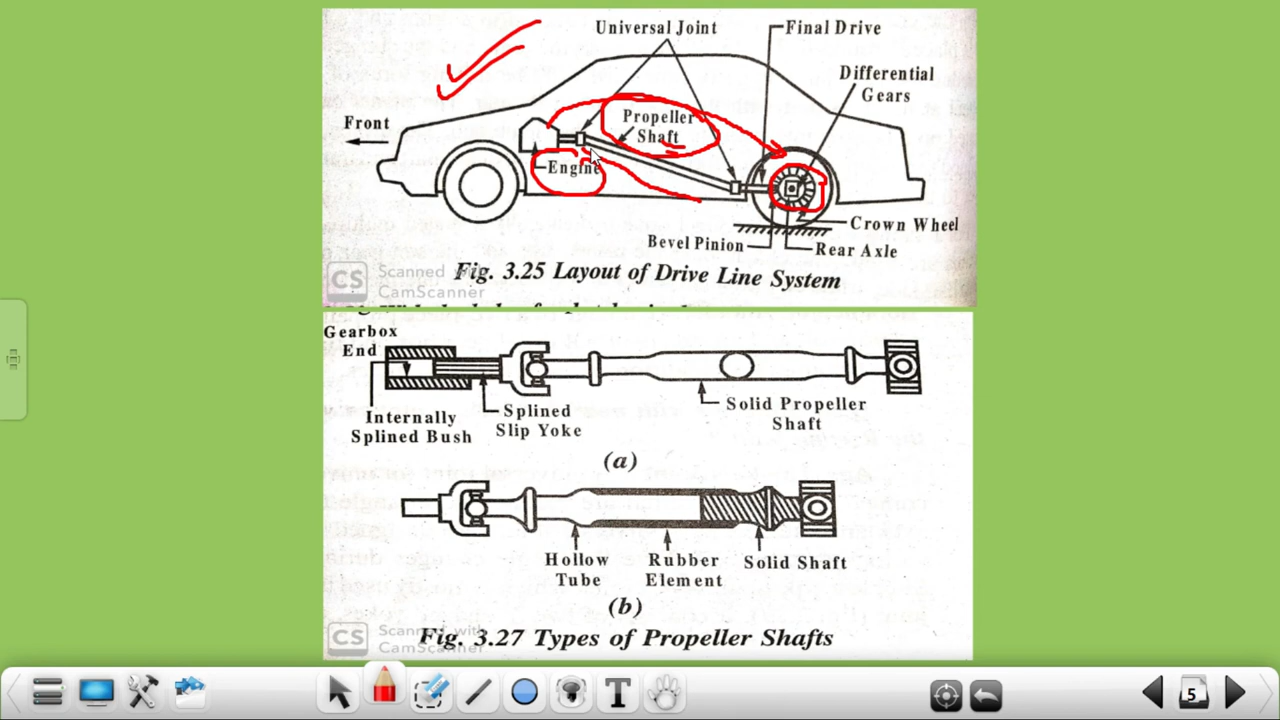 Universal Joint
Final Drive
Differential
Gears
Propeller
Shaft
Front
Engine
Crown Wheel
Bevel Pinion
Rear Axle
Fig. 3.25 Layout of Drive Line System
CS
Scanned with
CamScanner
Gearbox
End
Internally
Splined Bush
Splined
Slip Yoke
Solid Propeller
Shaft
(a)
Hollow
Tube
Rubber
Element
Solid Shaft
(b)
CS
Scanned with
CamScanner
Fig. 3.27 Types of Propeller Shafts
T
5